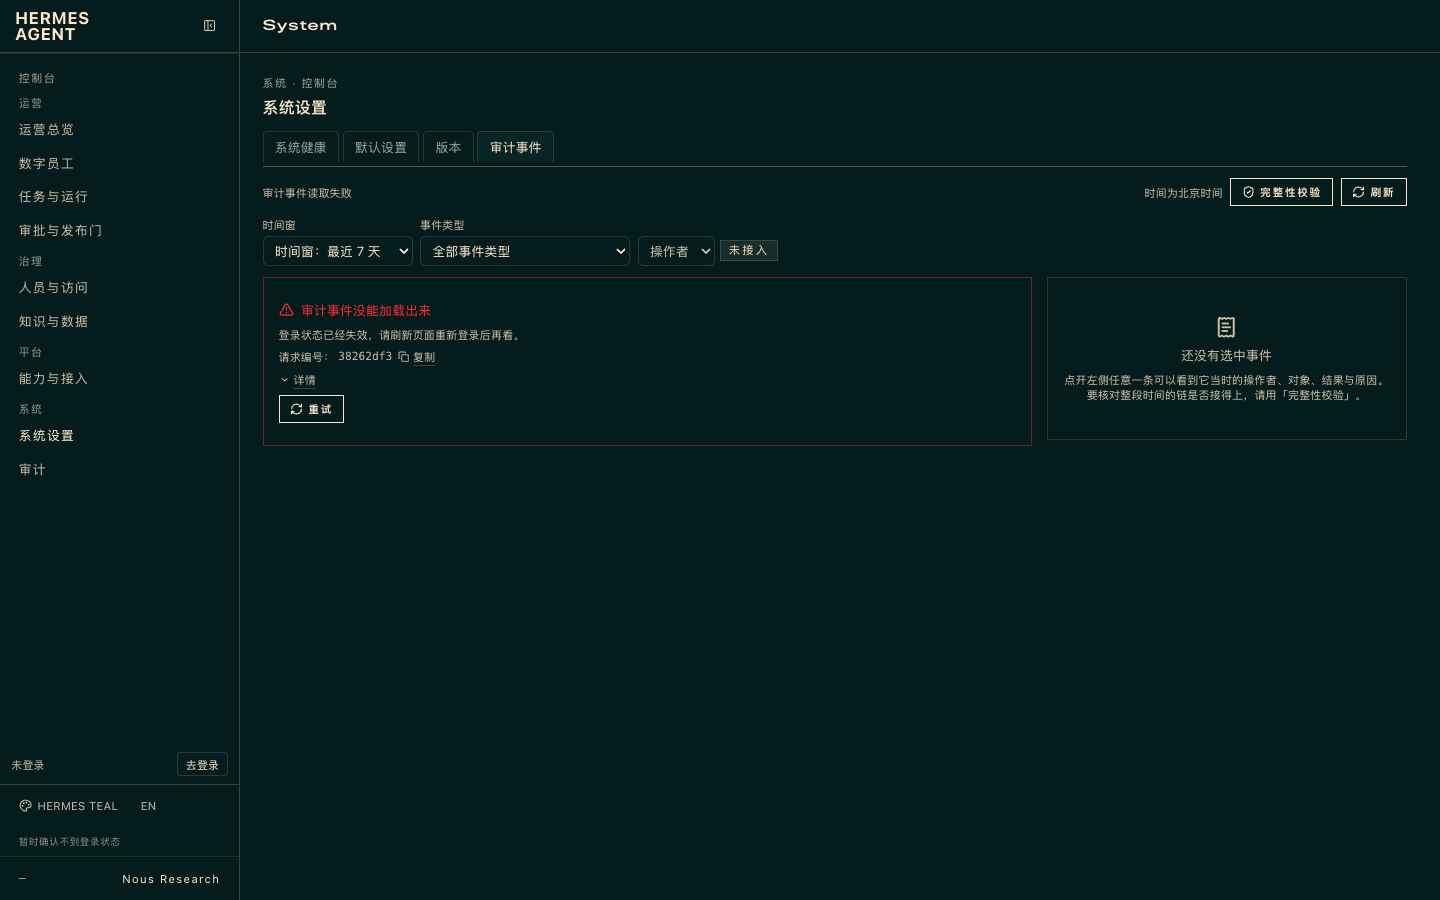 HERMES
AGENT
System
控制台
运营
运营总览
数字员工
任务与运行
审批与发布门
治理
人员与访问
知识与数据
平台
能力与接入
系统
系统设置
审计
未登录
去登录
HERMES TEAL
EN
暂时确认不到登录状态
–
Nous Research
系统 · 控制台
系统设置
系统健康
默认设置
版本
审计事件
审计事件读取失败
时间为北京时间
完整性校验
刷新
时间窗
事件类型
时间窗：最近 7 天
全部事件类型
操作者
未接入
审计事件没能加载出来
登录状态已经失效，请刷新页面重新登录后再看。
请求编号： 38262df3 复制
详情
重试
还没有选中事件
点开左侧任意一条可以看到它当时的操作者、对象、结果与原因。
要核对整段时间的链是否接得上，请用「完整性校验」。